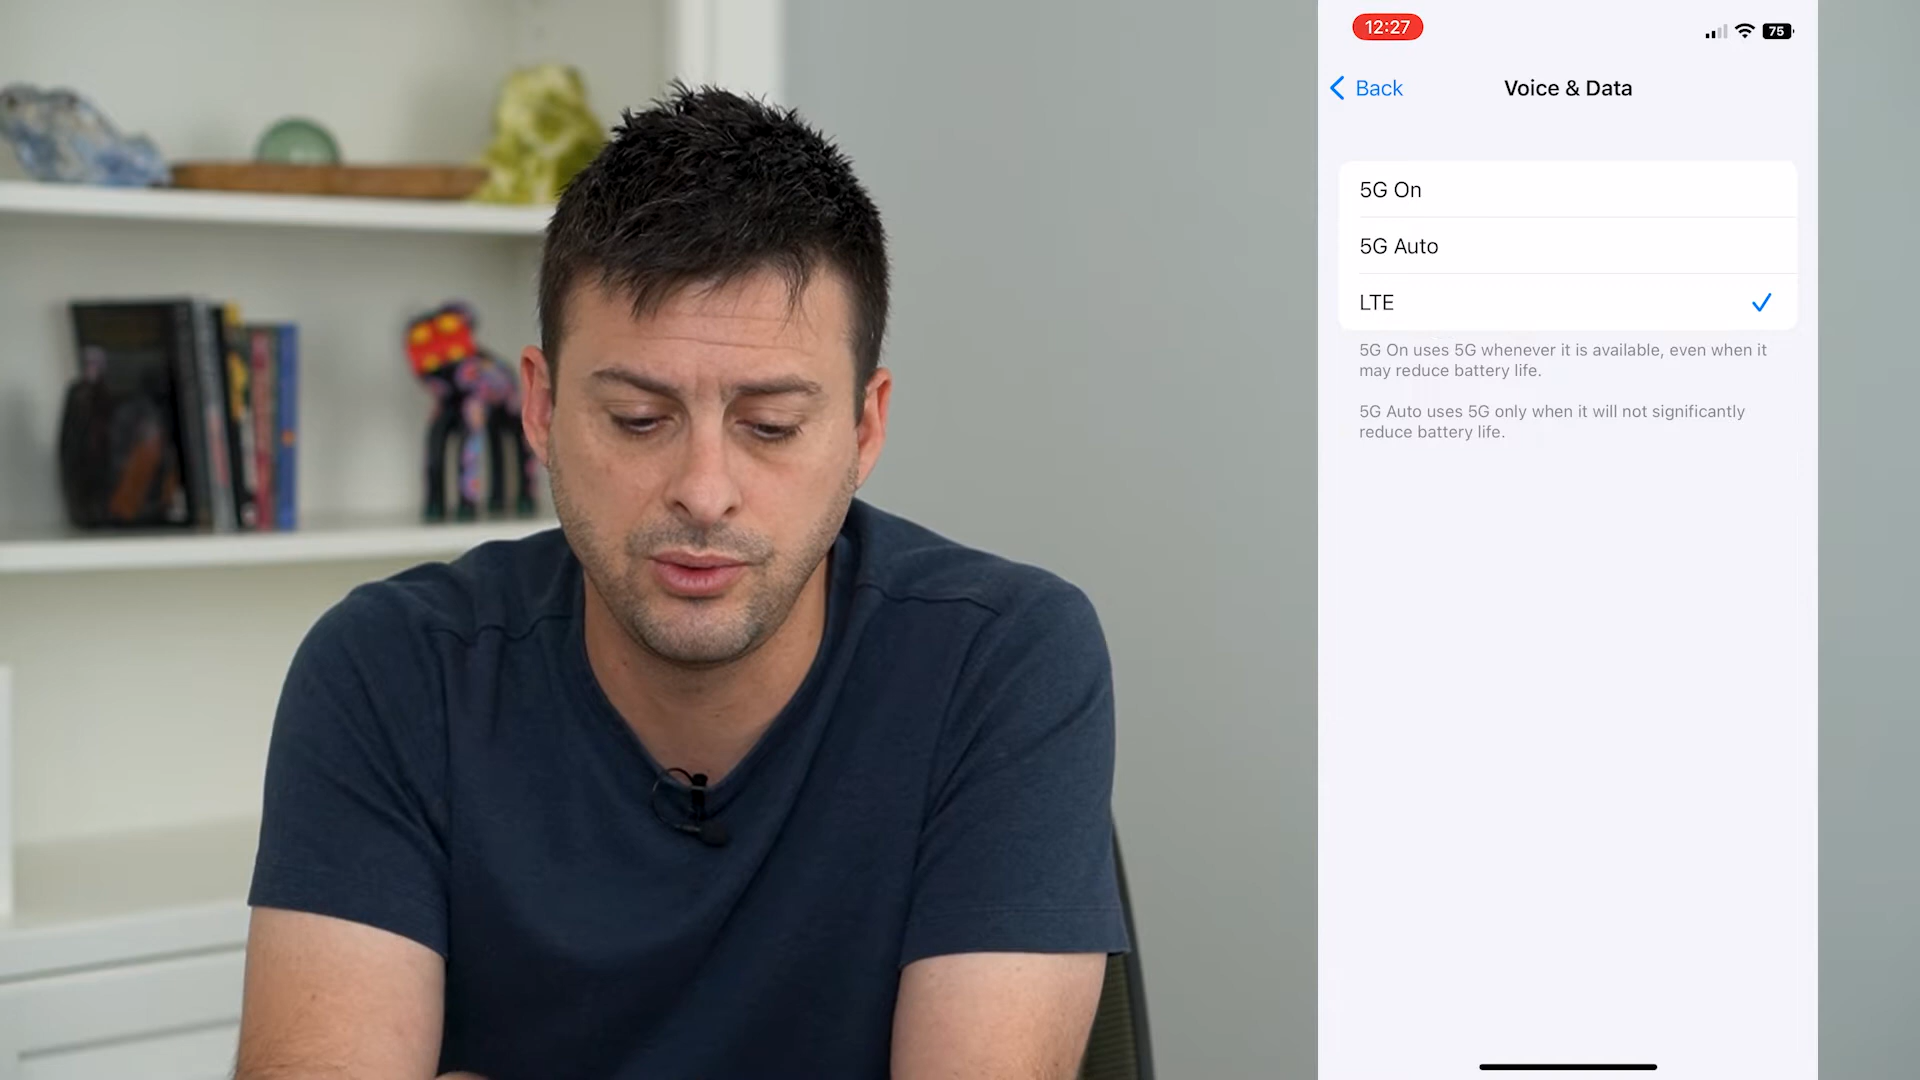 12:27
75
Back
Voice & Data
5G On
5G Auto
LTE
5G On uses 5G whenever it is available, even when it
may reduce battery life.
5G Auto uses 5G only when it will not significantly
reduce battery life.